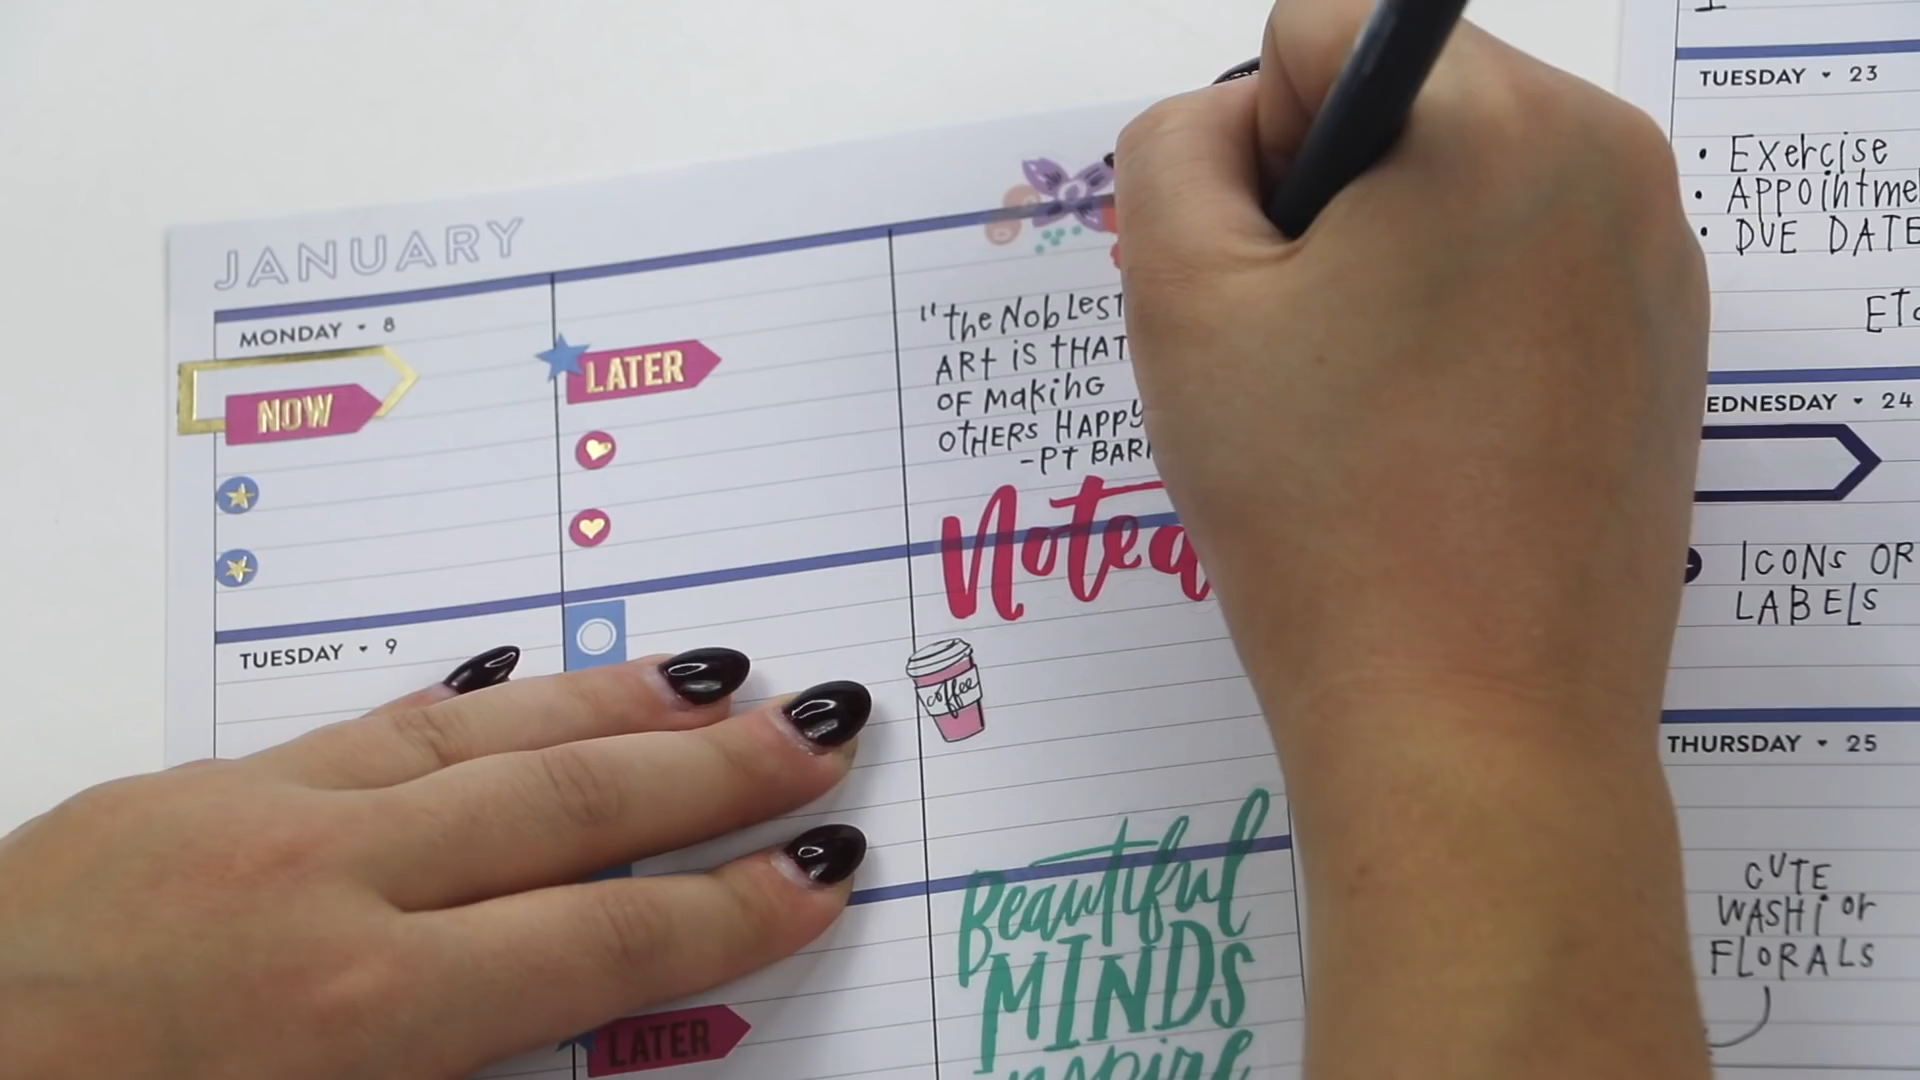 JANUARY
MONDAY • 8
NOW
LATER
"the Noblest
ARt is tHAT
OF Making
OtHERS HAPPY
-Pt BAR
Noted
TUESDAY • 9
coffee
Beautiful
MINDS
inspire
LATER
TUESDAY • 23
• Exercise
• APPointme
• DUE DATE
ETC
EDNESDAY • 24
ICONS OR
LABELS
THURSDAY • 25
CUTE
WASHi or
FLORALS